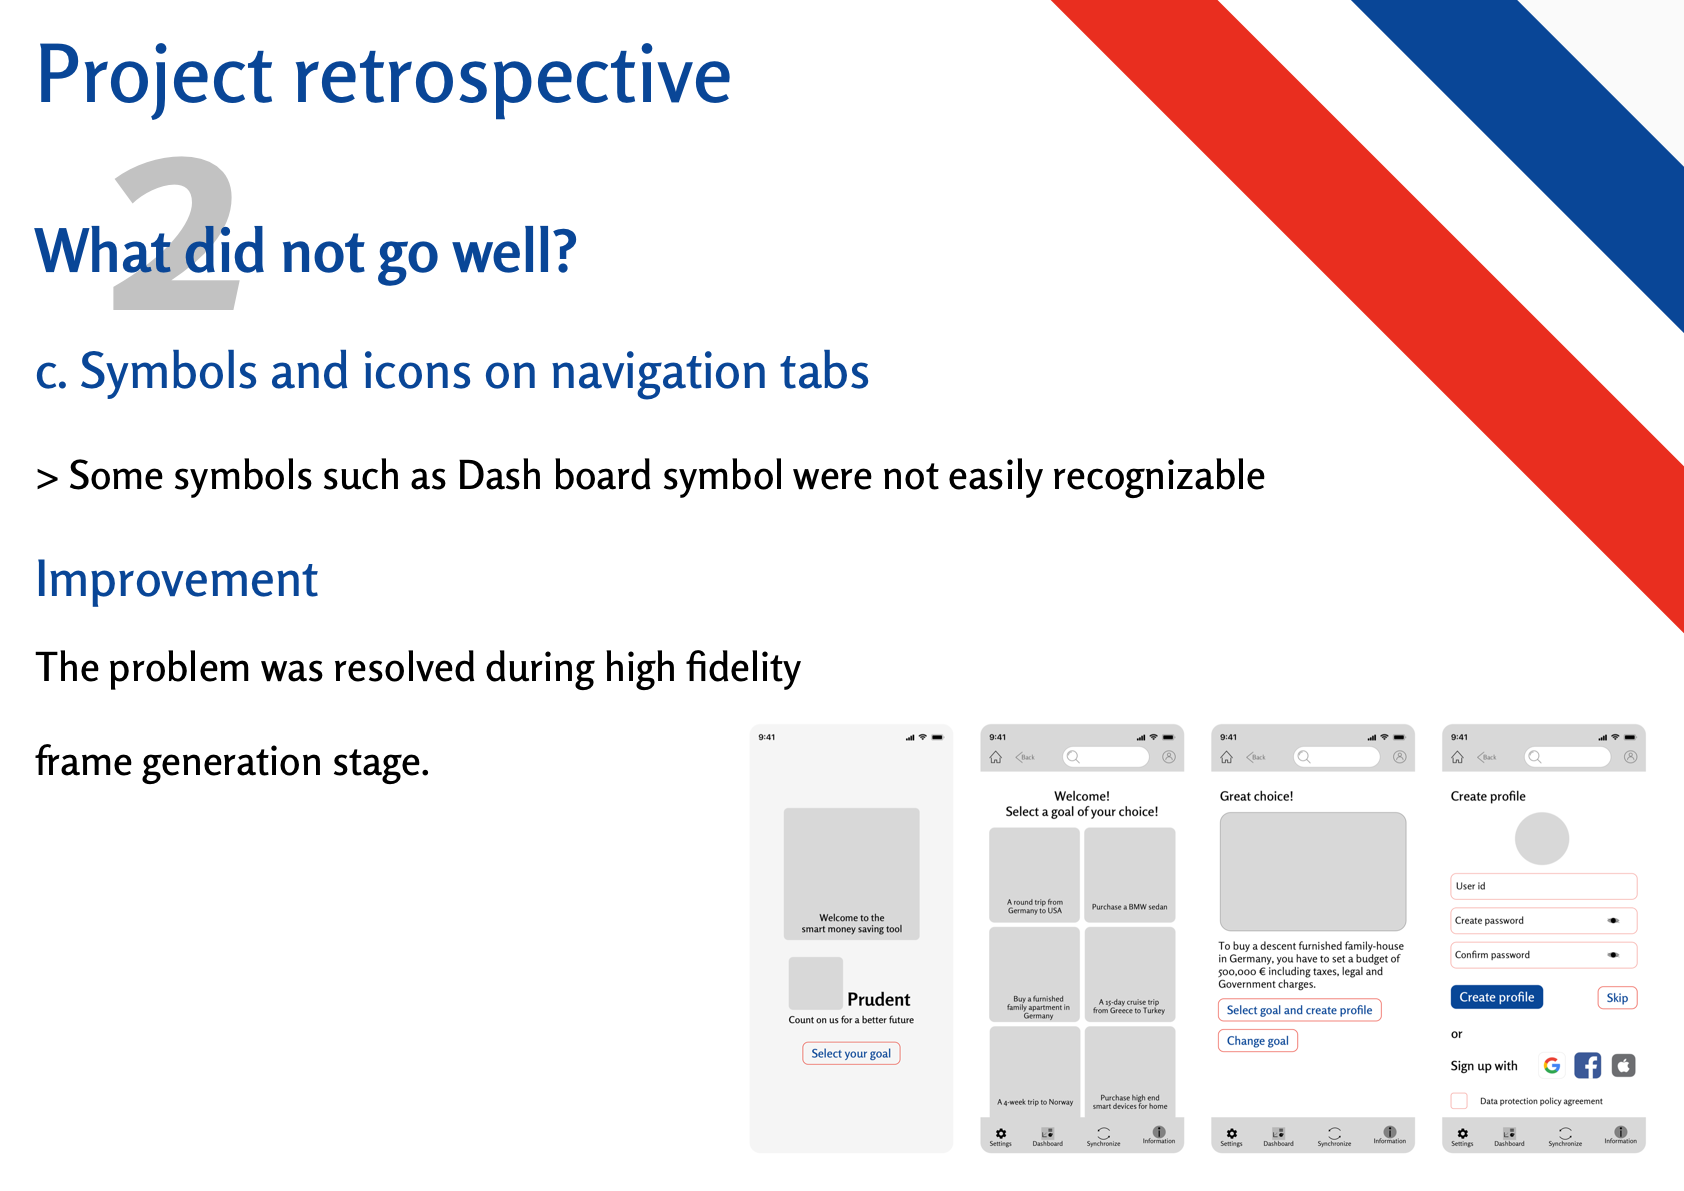 Project retrospective
2
What did not go well?
c. Symbols and icons on navigation tabs
> Some symbols such as Dash board symbol were not easily recognizable
Improvement
The problem was resolved during high fidelity
frame generation stage.
9:41
Welcome to the
smart money saving tool
Prudent
Count on us for a better future
Select your goal
9:41
Back
Welcome!
Select a goal of your choice!
A round trip from
Germany to USA
Purchase a BMW sedan
Buy a furnished
family apartment in
Germany
A 15-day cruise trip
from Greece to Turkey
A 4-week trip to Norway
Purchase high end
smart devices for home
Settings
Dashboard
Synchronize
Information
9:41
Back
Great choice!
To buy a descent furnished family-house
in Germany, you have to set a budget of
500,000 € including taxes, legal and
Government charges.
Select goal and create profile
Change goal
Settings
Dashboard
Synchronize
Information
9:41
Back
Create profile
User id
Create password
Confirm password
Create profile
Skip
or
Sign up with
Data protection policy agreement
Settings
Dashboard
Synchronize
Information